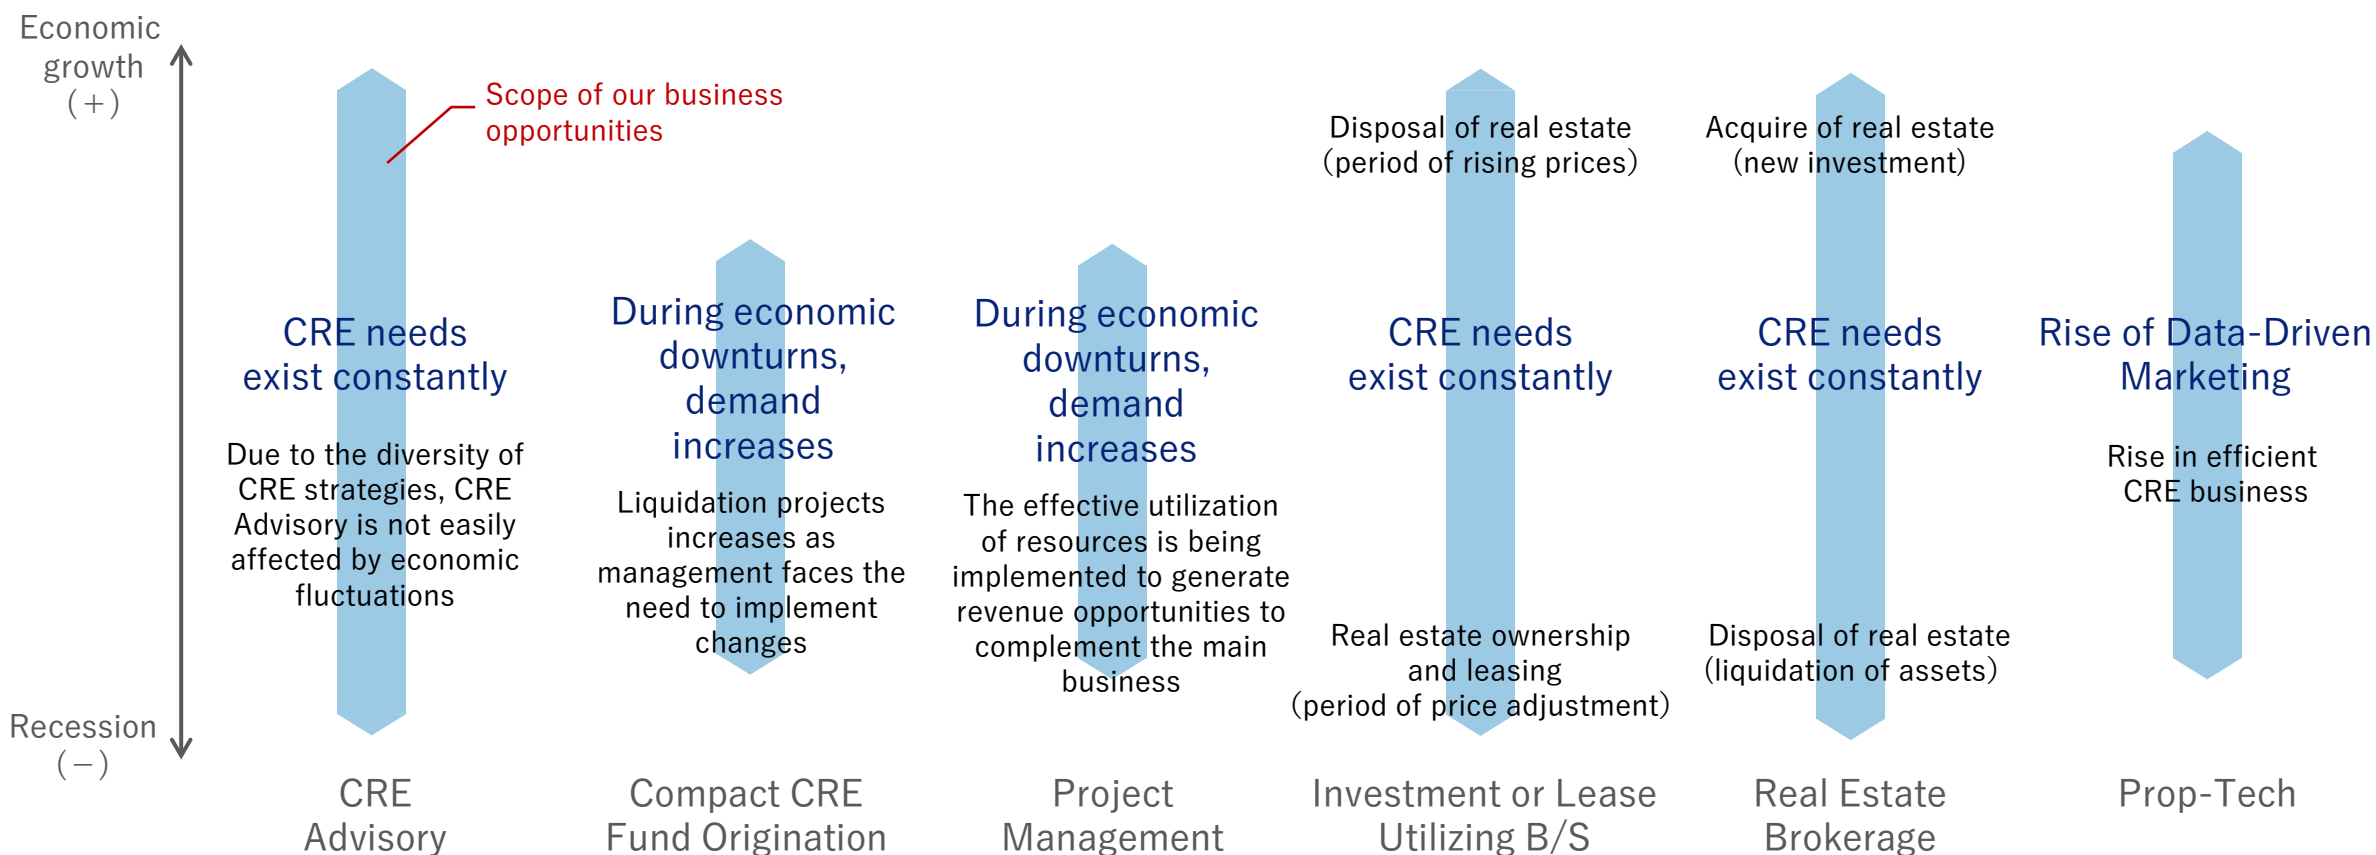 Economic
growth
(+)
Recession
(−)
Scope of our business
opportunities
CRE needs
exist constantly
Due to the diversity of
CRE strategies, CRE
Advisory is not easily
affected by economic
fluctuations
CRE
Advisory
During economic
downturns,
demand
increases
Liquidation projects
increases as
management faces the
need to implement
changes
Compact CRE
Fund Origination
During economic
downturns,
demand
increases
The effective utilization
of resources is being
implemented to generate
revenue opportunities to
complement the main
business
Project
Management
Disposal of real estate
(period of rising prices)
CRE needs
exist constantly
Real estate ownership
and leasing
(period of price adjustment)
Investment or Lease
Utilizing B/S
Acquire of real estate
(new investment)
CRE needs
exist constantly
Disposal of real estate
(liquidation of assets)
Real Estate
Brokerage
Rise of Data-Driven
Marketing
Rise in efficient
CRE business
Prop-Tech